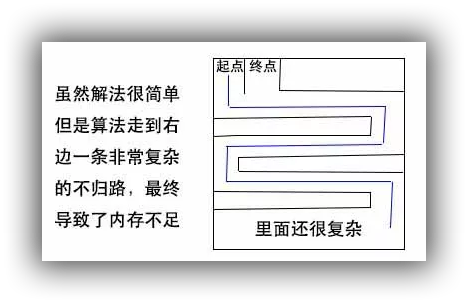 虽然解法很简单
但是算法走到右
边一条非常复杂
的不归路，最终
导致了内存不足
起点 终点
里面还很复杂